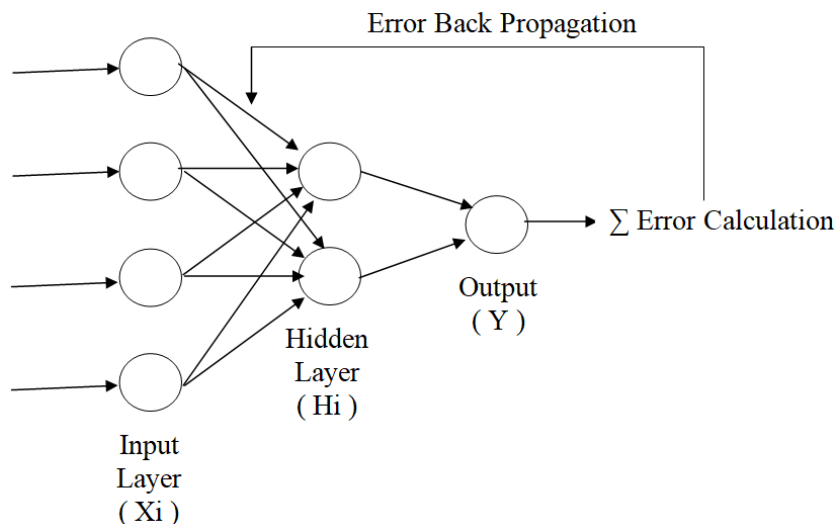 Error Back Propagation
∑ Error Calculation
Output
( Y )
Hidden
Layer
( Hi )
Input
Layer
( Xi )